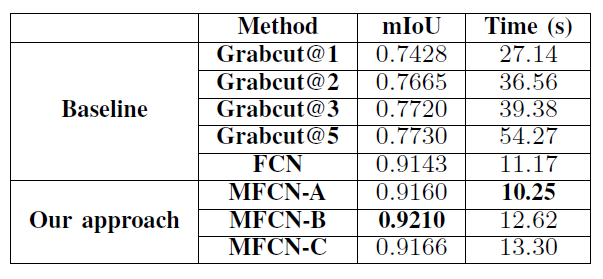 Method mIoU Time (s)
Grabcut@1 0.7428 27.14
Grabcut@2 0.7665 36.56
Baseline Grabcut@3 0.7720 39.38
Grabcut@5 0.7730 54.27
FCN 0.9143 11.17
MFCN-A 0.9160 10.25
Our approach MFCN-B 0.9210 12.62
MFCN-C 0.9166 13.30